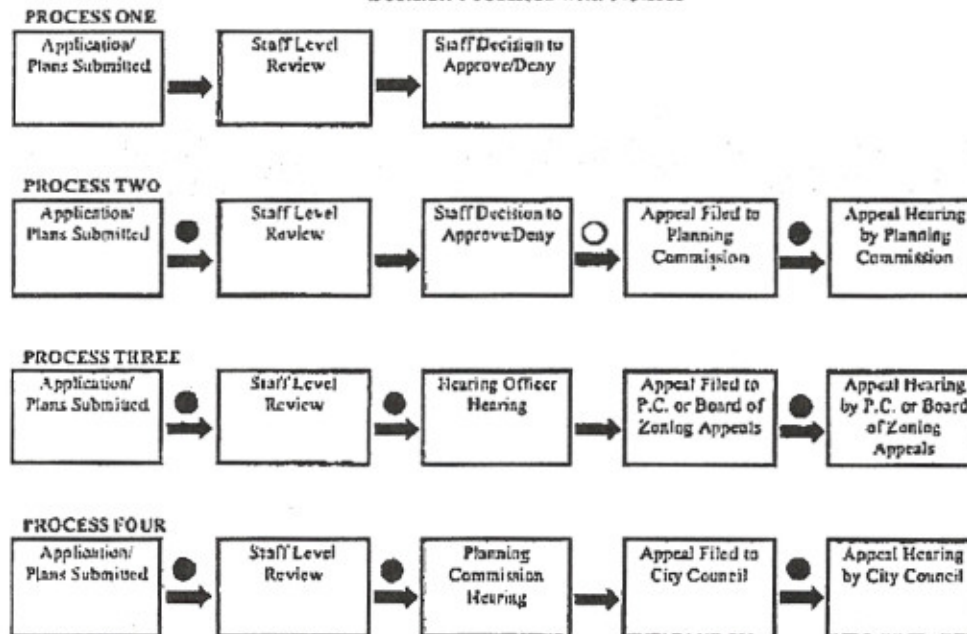 PROCESS ONE
Application/
Plans Submitted
Staff Level
Review
Staff Decision to
Approve/Deny
PROCESS TWO
Application/
Plans Submitted
Staff Level
Review
Staff Decision to
Approve/Deny
Appeal Filed to
Planning
Commission
Appeal Hearing
by Planning
Commission
PROCESS THREE
Application/
Plans Submitted
Staff Level
Review
Hearing Officer
Hearing
Appeal Filed to
P.C. or Board of
Zoning Appeals
Appeal Hearing
by P.C. or Board
of Zoning
Appeals
PROCESS FOUR
Application/
Plans Submitted
Staff Level
Review
Planning
Commission
Hearing
Appeal Filed to
City Council
Appeal Hearing
by City Council